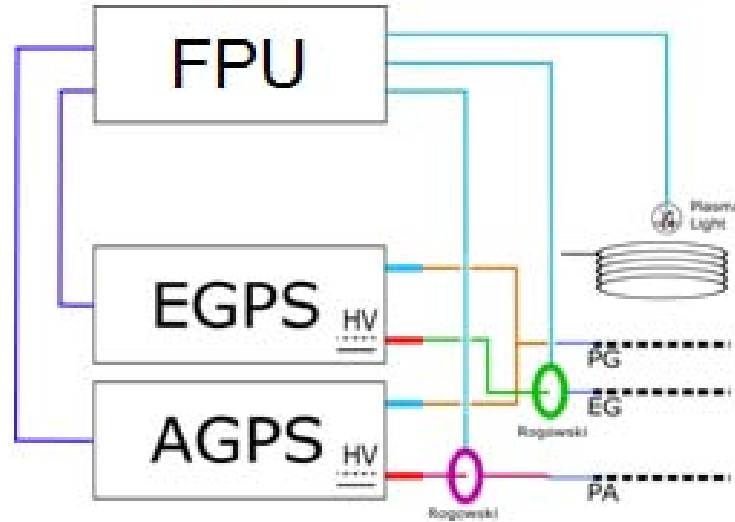 FPU
Plasma
Light
EGPS
HV
PG
EG
Rogowski
AGPS
HV
PA
Rogowski